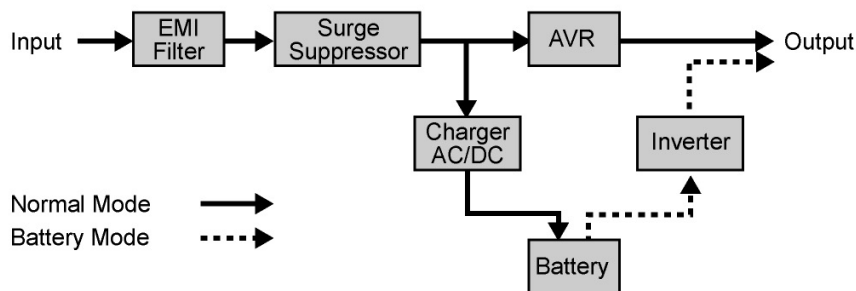 Input
EMI
Filter
Surge
Suppressor
AVR
Output
Charger
AC/DC
Inverter
Normal Mode
Battery Mode
Battery